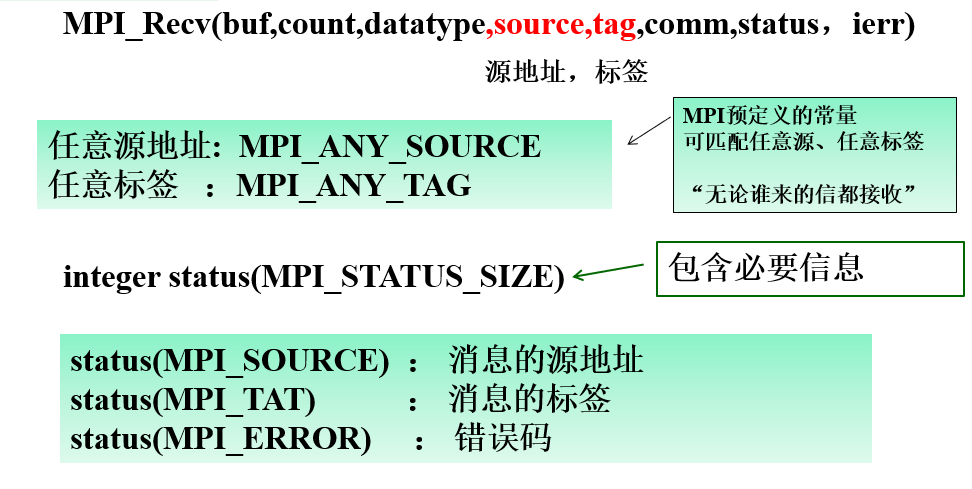 MPI_Recv(buf,count,datatype,source,tag,comm,status，ierr)
源地址，标签
MPI预定义的常量
可匹配任意源、任意标签
“无论谁来的信都接收”
任意源地址: MPI_ANY_SOURCE
任意标签 ：MPI_ANY_TAG
integer status(MPI_STATUS_SIZE)
包含必要信息
status(MPI_SOURCE) ： 消息的源地址
status(MPI_TAT) ： 消息的标签
status(MPI_ERROR) ： 错误码